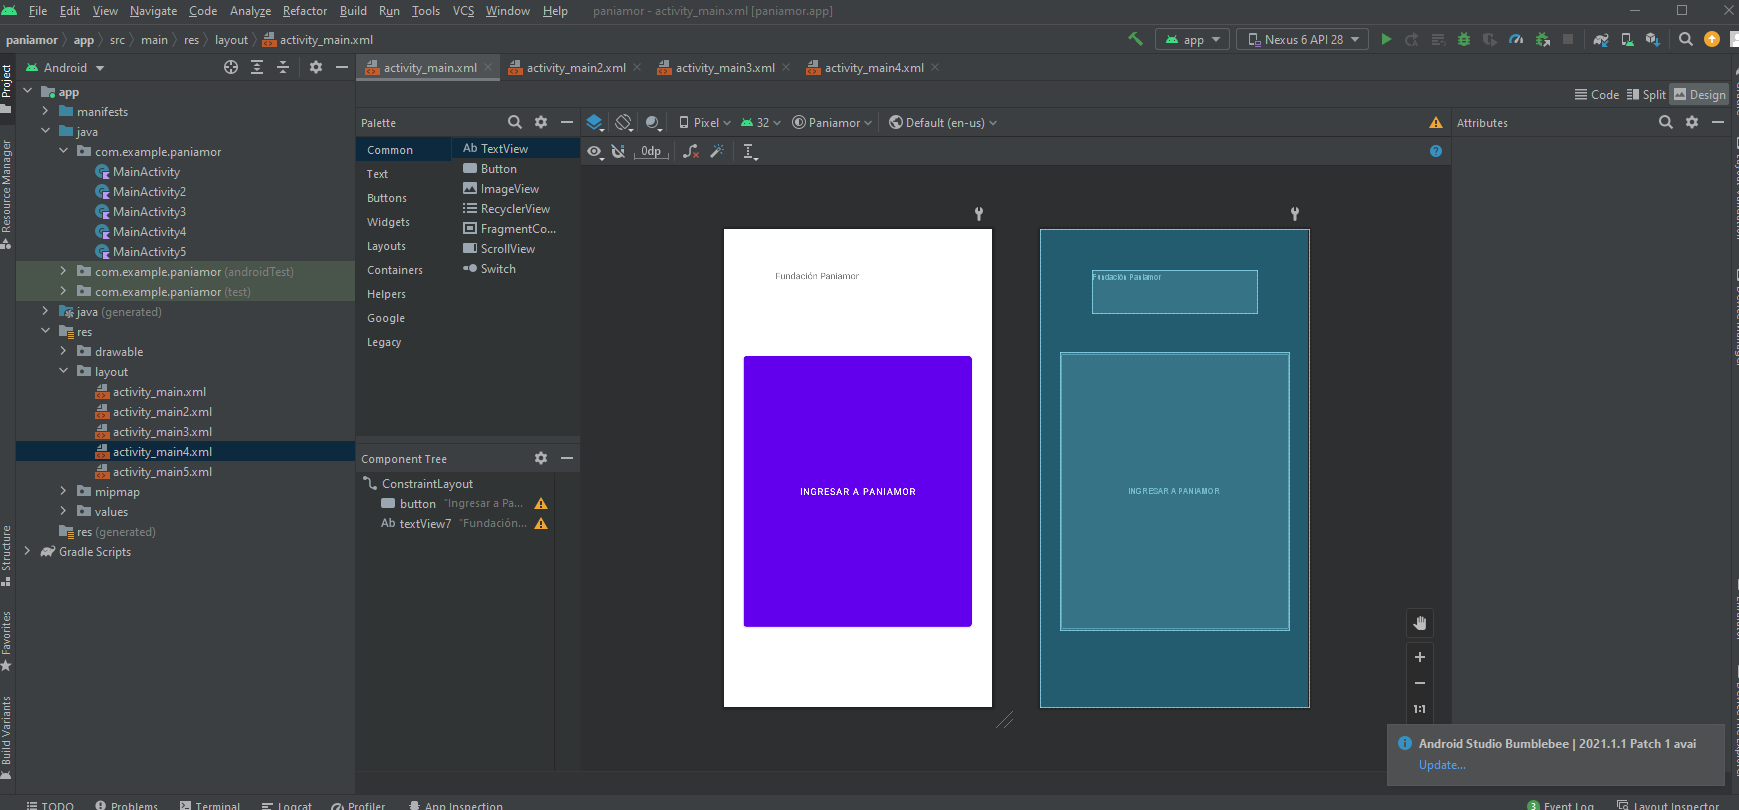 File Edit View Navigate Code Analyze Refactor Build Run Tools VCS Window Help paniamor - activity_main.xml [paniamor.app]
paniamor app src main res layout activity_main.xml
app Nexus 6 API 28
Android
activity_main.xml activity_main2.xml activity_main3.xml activity_main4.xml
Code Split Design
Project
Resource Manager
Structure
Favorites
Build Variants
app
manifests
java
com.example.paniamor
MainActivity
MainActivity2
MainActivity3
MainActivity4
MainActivity5
com.example.paniamor (androidTest)
com.example.paniamor (test)
java (generated)
res
drawable
layout
activity_main.xml
activity_main2.xml
activity_main3.xml
activity_main4.xml
activity_main5.xml
mipmap
values
res (generated)
Gradle Scripts
Palette
Common
Text
Buttons
Widgets
Layouts
Containers
Helpers
Google
Legacy
Ab TextView
Button
ImageView
RecyclerView
FragmentCo...
ScrollView
Switch
Component Tree
ConstraintLayout
button "Ingresar a Pa...
Ab textView7 "Fundación...
Pixel 32 Paniamor Default (en-us)
0dp
Fundación Paniamor
INGRESAR A PANIAMOR
Fundación Paniamor
INGRESAR A PANIAMOR
1:1
Attributes
Android Studio Bumblebee | 2021.1.1 Patch 1 avai
Update...
TODO Problems Terminal Logcat Profiler App Inspection 3 Event Log Layout Inspector